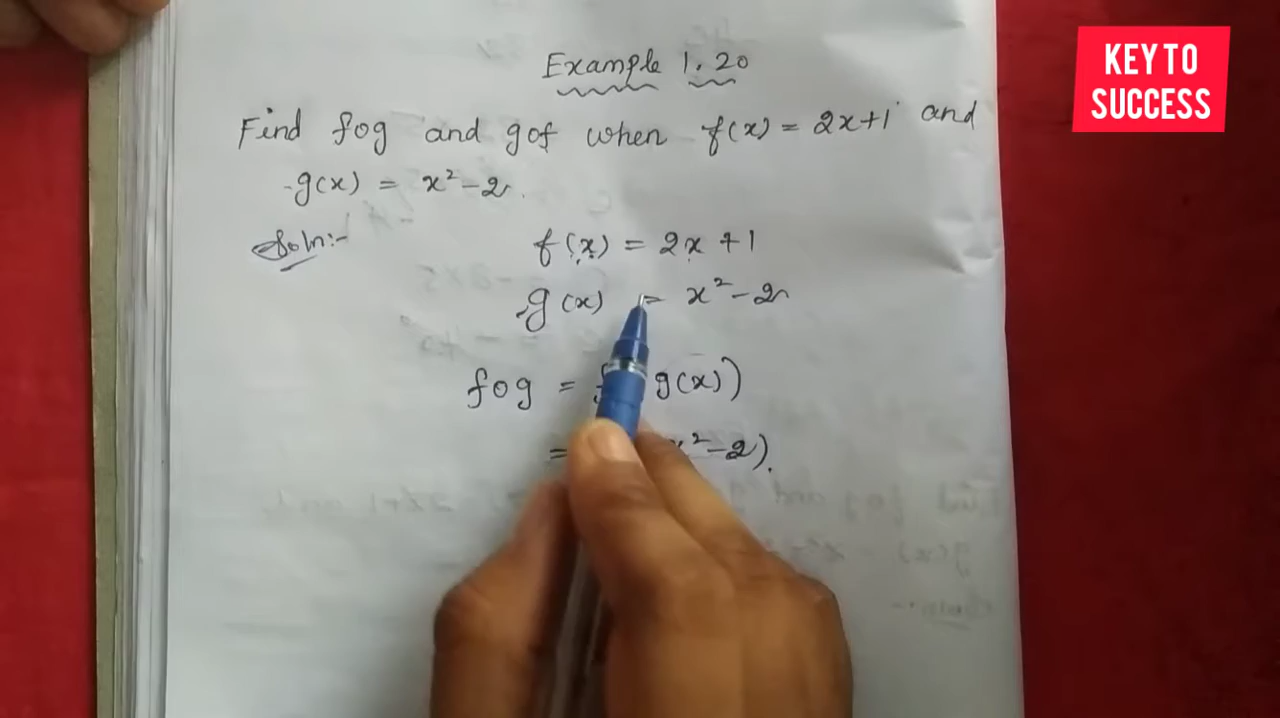 Example 1.20
Find fog and gof when f(x) = 2x+1 and
g(x) = x²-2.
Soln:-
f(x) = 2x+1
g(x) = x²-2
fog = f(g(x))
= x²-2).
KEY TO
SUCCESS